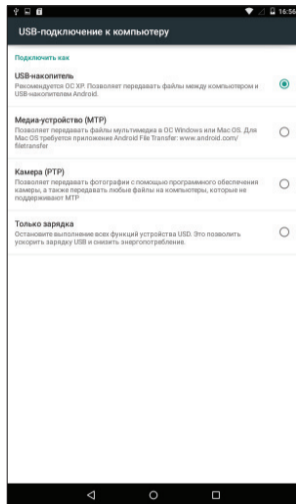 16:56
USB-подключение к компьютеру
Подключить как
USB-накопитель
Рекомендуется ОС XP. Позволяет передавать файлы между компьютером и
USB-накопителем Android.
Медиа-устройство (MTP)
Позволяет передавать файлы мультимедиа в ОС Windows или Mac OS. Для
Mac OS требуется приложение Android File Transfer: www.android.com/
filetransfer
Камера (PTP)
Позволяет передавать фотографии с помощью программного обеспечения
камеры, а также передавать любые файлы на компьютеры, которые не
поддерживают MTP
Только зарядка
Остановите выполнение всех функций устройства USD. Это позволить
ускорить зарядку USB и снизить энергопотребление.